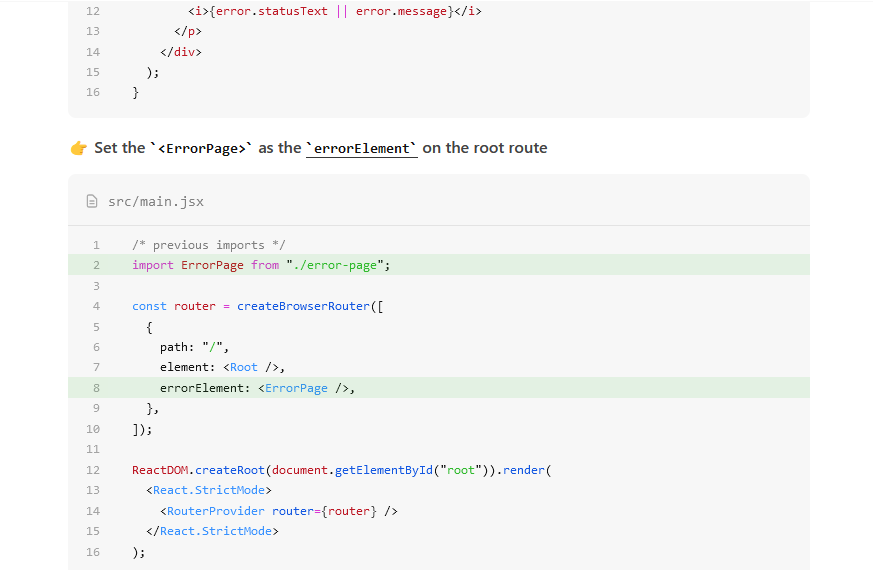 12 <i>{error.statusText || error.message}</i>
13 </p>
14 </div>
15 );
16 }
👉 Set the `<ErrorPage>` as the `errorElement` on the root route
src/main.jsx
1 /* previous imports */
2 import ErrorPage from "./error-page";
3
4 const router = createBrowserRouter([
5 {
6 path: "/",
7 element: <Root />,
8 errorElement: <ErrorPage />,
9 },
10 ]);
11
12 ReactDOM.createRoot(document.getElementById("root")).render(
13 <React.StrictMode>
14 <RouterProvider router={router} />
15 </React.StrictMode>
16 );